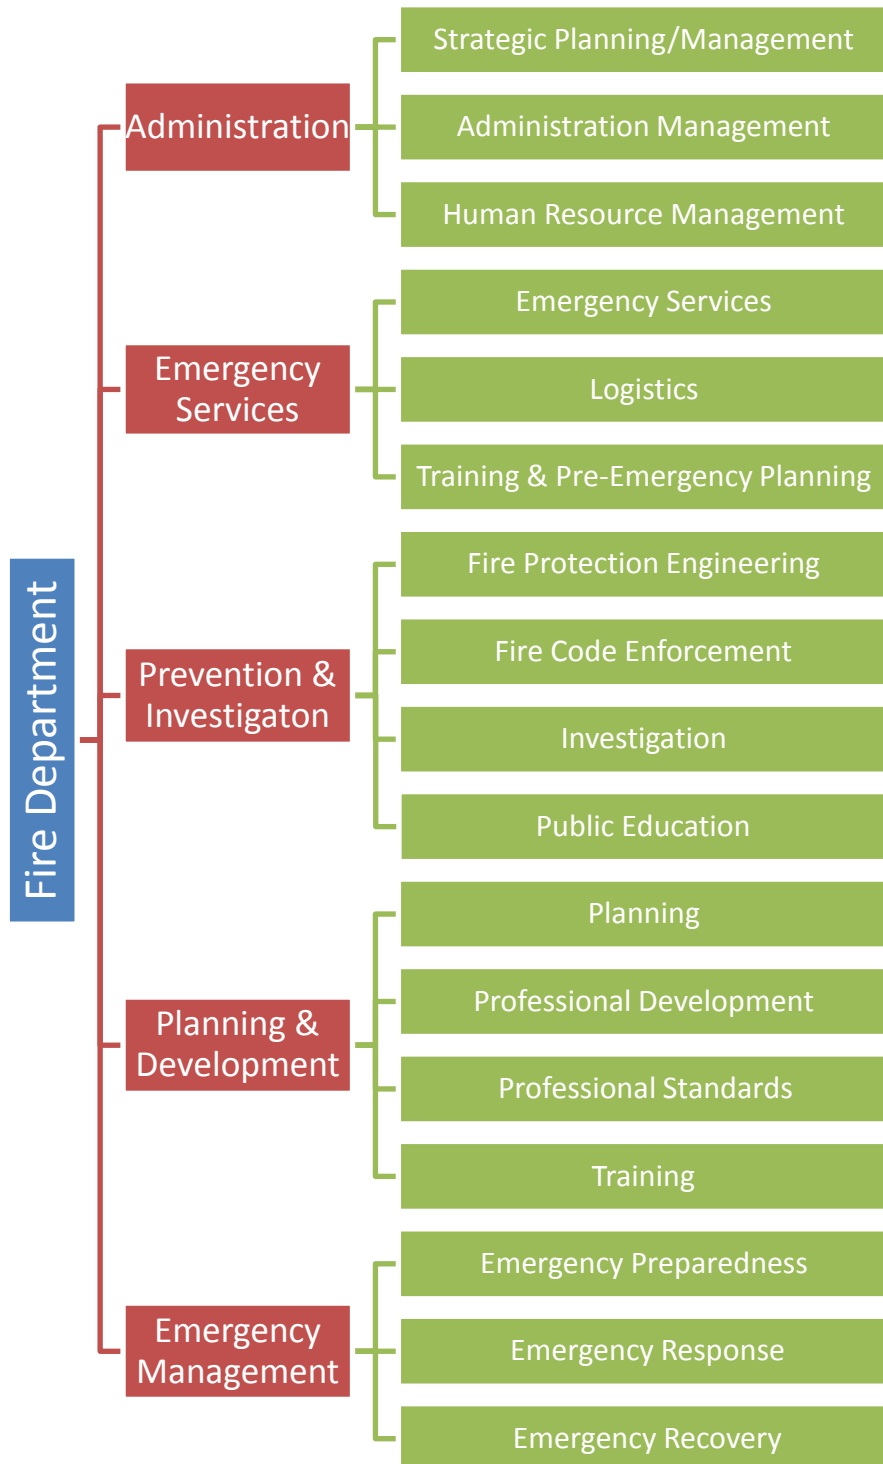 Fire Department
Administration
Strategic Planning/Management
Administration Management
Human Resource Management
Emergency
Services
Emergency Services
Logistics
Training & Pre-Emergency Planning
Prevention &
Investigaton
Fire Protection Engineering
Fire Code Enforcement
Investigation
Public Education
Planning &
Development
Planning
Professional Development
Professional Standards
Training
Emergency
Management
Emergency Preparedness
Emergency Response
Emergency Recovery